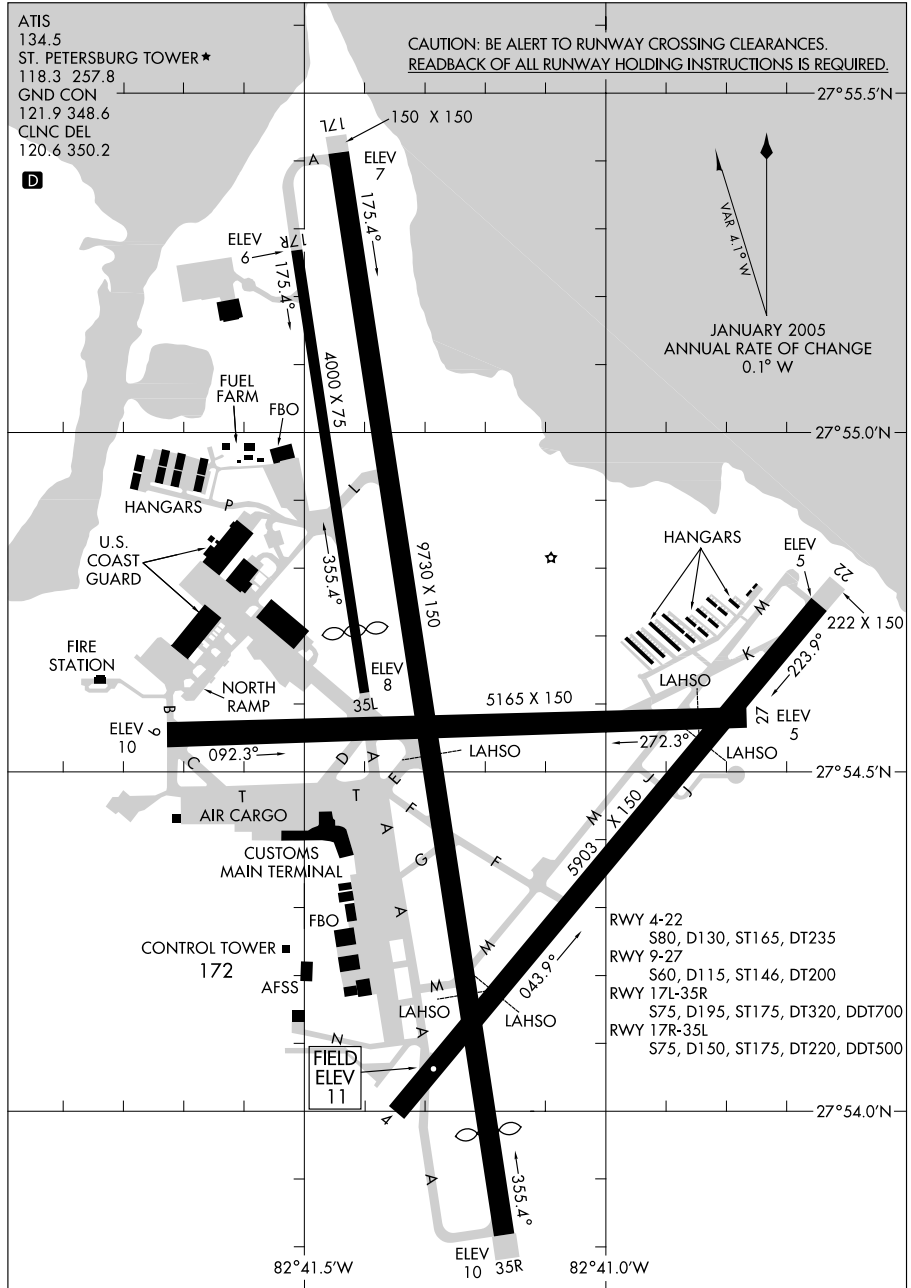 ATIS
134.5
ST. PETERSBURG TOWER★
118.3 257.8
GND CON
121.9 348.6
CLNC DEL
120.6 350.2
D
CAUTION: BE ALERT TO RUNWAY CROSSING CLEARANCES.
READBACK OF ALL RUNWAY HOLDING INSTRUCTIONS IS REQUIRED.
27°55.5'N
17L
150 X 150
A
ELEV
7
175.4°
VAR 4.1° W
JANUARY 2005
ANNUAL RATE OF CHANGE
0.1° W
ELEV
6
17R
175.4°
4000 X 75
FUEL
FARM
FBO
27°55.0'N
HANGARS
P
L
U.S.
COAST
GUARD
355.4°
9730 X 150
HANGARS
ELEV
5
22
222 X 150
M
K
223.9°
FIRE
STATION
NORTH
RAMP
ELEV
8
35L
5165 X 150
LAHSO
B
ELEV
10
9
092.3°
272.3°
27
ELEV
5
LAHSO
LAHSO
27°54.5'N
C
D
A
E
F
T
T
AIR CARGO
A
G
F
M
J
J
5903 X 150
CUSTOMS
MAIN TERMINAL
FBO
A
CONTROL TOWER
172
AFSS
M
M
043.9°
LAHSO
LAHSO
RWY 4-22
S80, D130, ST165, DT235
RWY 9-27
S60, D115, ST146, DT200
RWY 17L-35R
S75, D195, ST175, DT320, DDT700
RWY 17R-35L
S75, D150, ST175, DT220, DDT500
N
A
FIELD
ELEV
11
4
27°54.0'N
A
355.4°
ELEV
10
35R
82°41.5'W
82°41.0'W